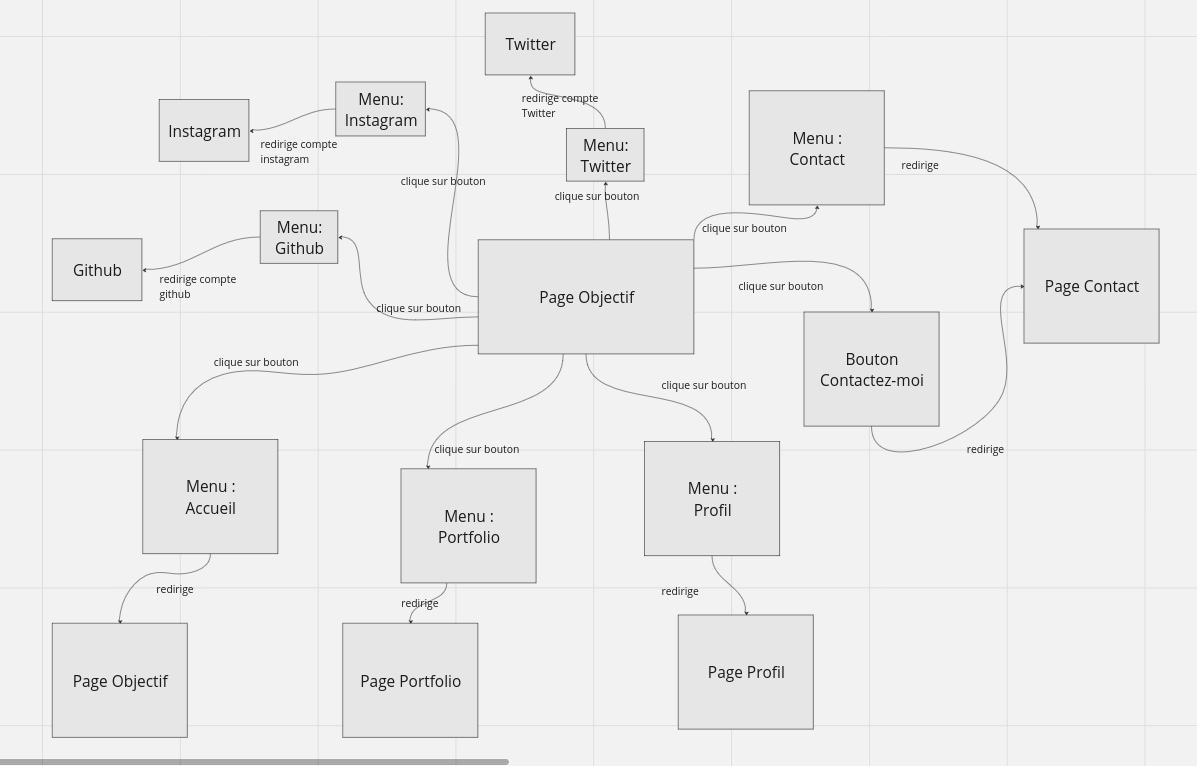 Twitter
Menu:
Instagram
Instagram
redirige compte
instagram
redirige compte
Twitter
Menu:
Twitter
Menu :
Contact
redirige
clique sur bouton
clique sur bouton
clique sur bouton
Menu:
Github
Github
redirige compte
github
clique sur bouton
Page Objectif
clique sur bouton
Page Contact
Bouton
Contactez-moi
redirige
clique sur bouton
clique sur bouton
clique sur bouton
Menu :
Accueil
Menu :
Portfolio
Menu :
Profil
redirige
redirige
redirige
Page Objectif
Page Portfolio
Page Profil